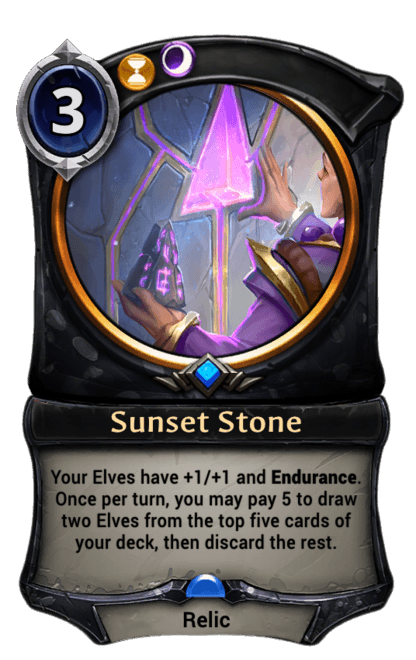 3
Sunset Stone
Your Elves have +1/+1 and Endurance.
Once per turn, you may pay 5 to draw
two Elves from the top five cards of
your deck, then discard the rest.
Relic